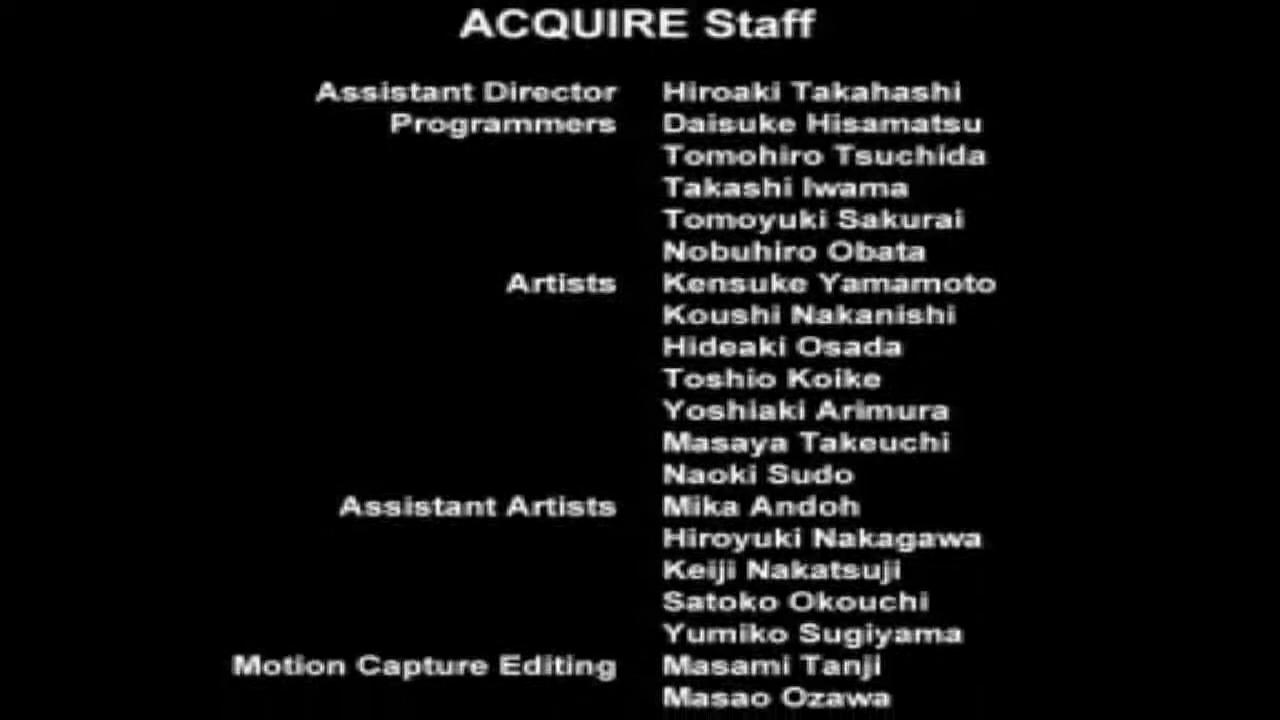 ACQUIRE Staff
Assistant Director Hiroaki Takahashi
Programmers Daisuke Hisamatsu
Tomohiro Tsuchida
Takashi Iwama
Tomoyuki Sakurai
Nobuhiro Obata
Artists Kensuke Yamamoto
Koushi Nakanishi
Hideaki Osada
Toshio Koike
Yoshiaki Arimura
Masaya Takeuchi
Naoki Sudo
Assistant Artists Mika Andoh
Hiroyuki Nakagawa
Keiji Nakatsuji
Satoko Okouchi
Yumiko Sugiyama
Motion Capture Editing Masami Tanji
Masao Ozawa